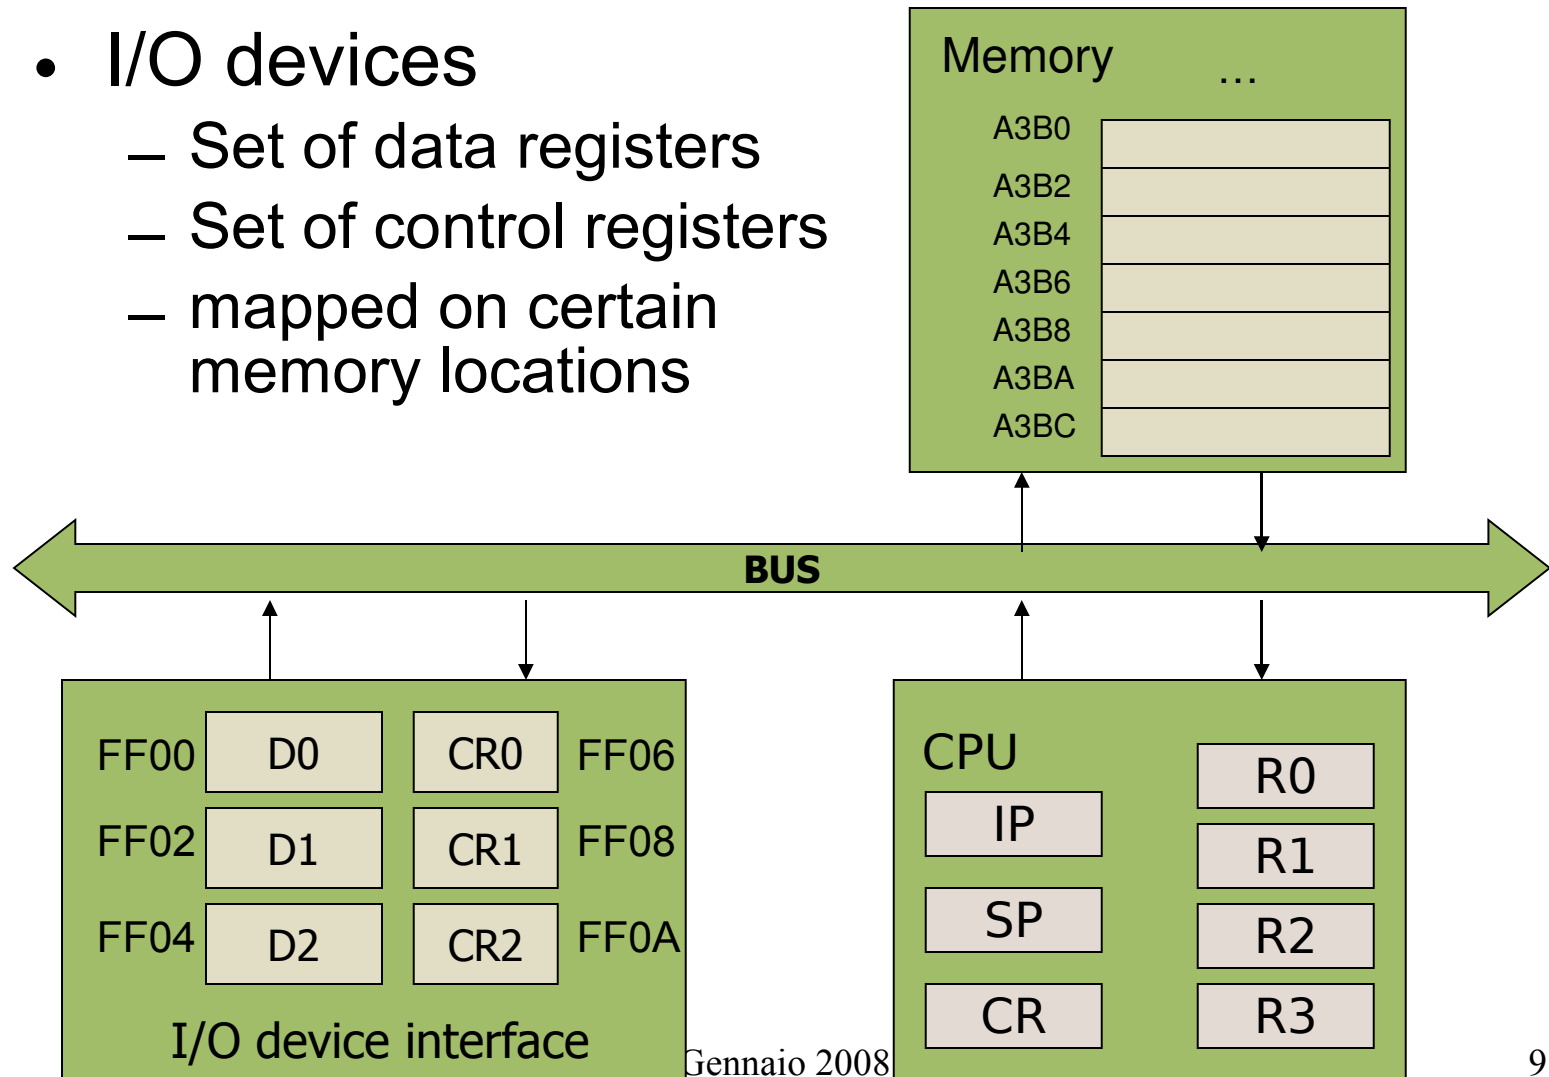 • I/O devices
– Set of data registers
– Set of control registers
– mapped on certain
memory locations
Memory ...
A3B0
A3B2
A3B4
A3B6
A3B8
A3BA
A3BC
BUS
FF00 D0 CR0 FF06
FF02 D1 CR1 FF08
FF04 D2 CR2 FF0A
I/O device interface
CPU
IP
SP
CR
R0
R1
R2
R3
Gennaio 2008
9